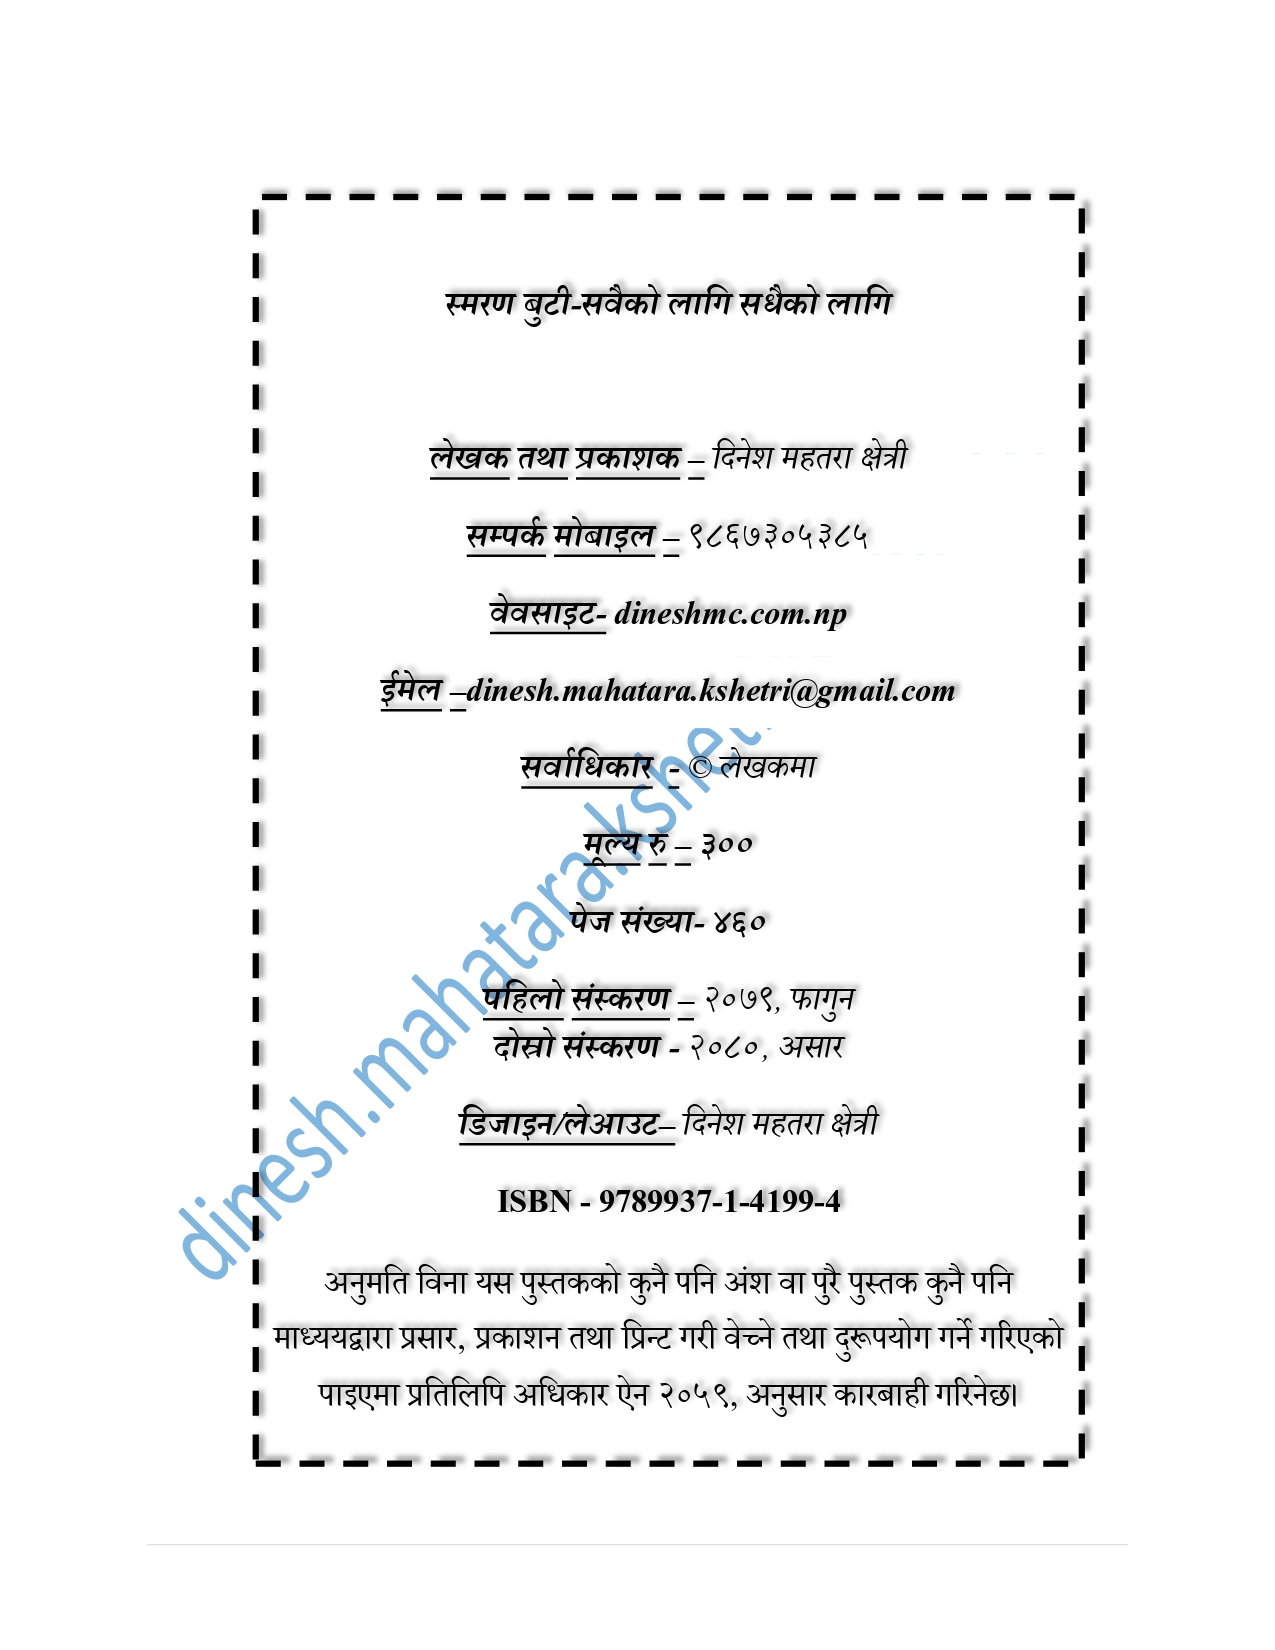 स्मरण बुटी-सवैको लागि सधैको लागि
लेखक तथा प्रकाशक – दिनेश महतरा क्षेत्री
सम्पर्क मोबाइल – ९८६७३०५३८५
वेवसाइट- dineshmc.com.np
ईमेल –dinesh.mahatara.kshetri@gmail.com
सर्वाधिकार - © लेखकमा
मूल्य रु – ३००
पेज संख्या- ४६०
पहिलो संस्करण – २०७९, फागुन
दोस्रो संस्करण - २०८०, असार
डिजाइन/लेआउट– दिनेश महतरा क्षेत्री
ISBN - 9789937-1-4199-4
अनुमति विना यस पुस्तकको कुनै पनि अंश वा पुरै पुस्तक कुनै पनि
माध्ययद्वारा प्रसार, प्रकाशन तथा प्रिन्ट गरी वेच्ने तथा दुरूपयोग गर्ने गरिएको
पाइएमा प्रतिलिपि अधिकार ऐन २०५९, अनुसार कारबाही गरिनेछ।
dinesh.mahatara.kshet